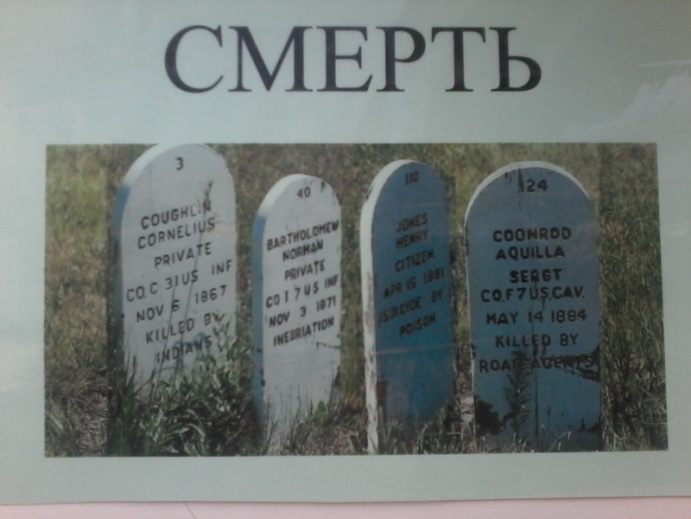 СМЕРТЬ
3
COUGHLIN
CORNELIUS
PRIVATE
CO.C 31 US INF
NOV 6 1867
KILLED BY
INDIANS
40
BARTHOLOMEW
NORMAN
PRIVATE
CO I 7 US INF
NOV 3 1871
INEBRIATION
110
JONES
HENRY
CITIZEN
APR 15 1881
SUICIDE BY
POISON
124
COONROD
AQUILLA
SERGT
CO.F 7 US.CAV.
MAY 14 1884
KILLED BY
ROAD AGENTS